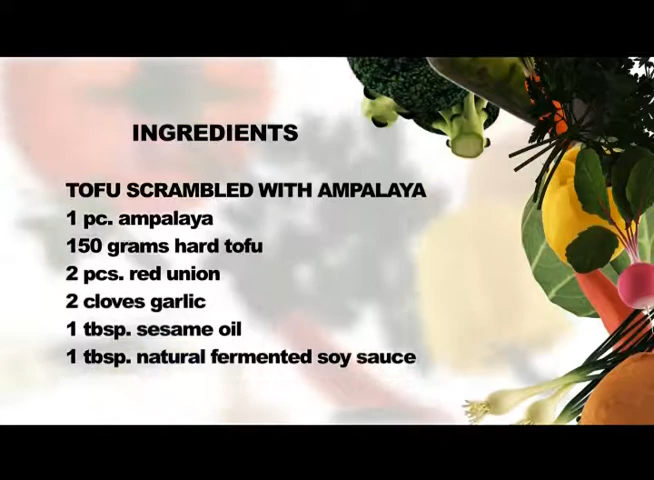 INGREDIENTS
TOFU SCRAMBLED WITH AMPALAYA
1 pc. ampalaya
150 grams hard tofu
2 pcs. red union
2 cloves garlic
1 tbsp. sesame oil
1 tbsp. natural fermented soy sauce